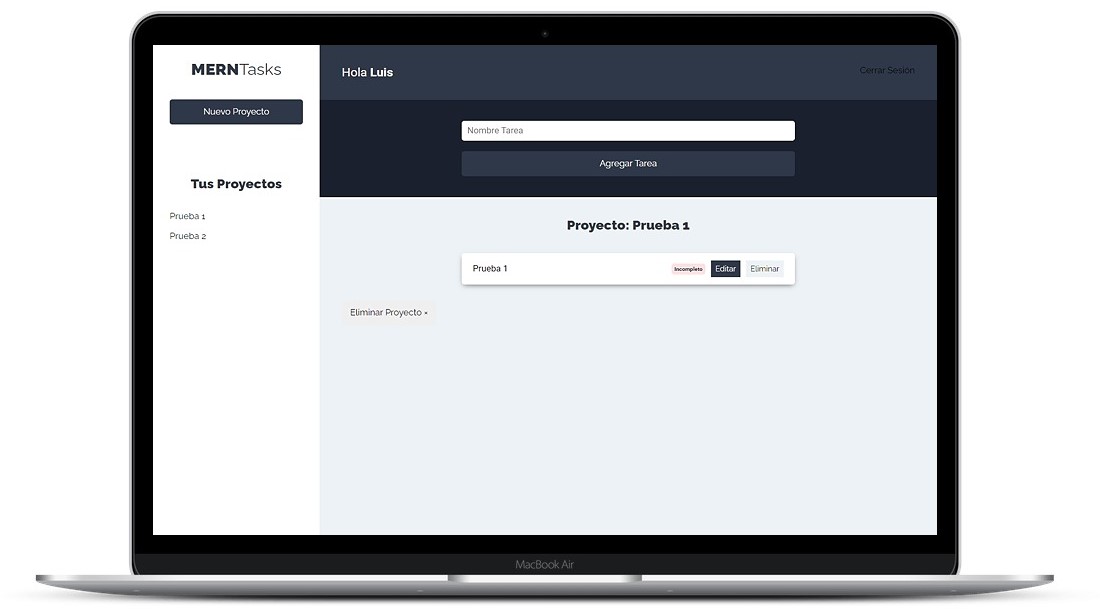 MERNTasks
Nuevo Proyecto
Tus Proyectos
Prueba 1
Prueba 2
Hola Luis
Cerrar Sesión
Nombre Tarea
Agregar Tarea
Proyecto: Prueba 1
Prueba 1
Incompleto
Editar
Eliminar
Eliminar Proyecto ×
MacBook Air